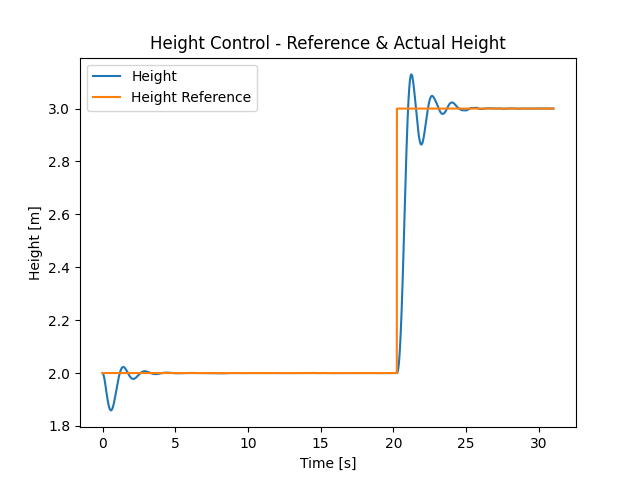 Height Control - Reference & Actual Height
Height
Height Reference
Height [m]
3.0
2.8
2.6
2.4
2.2
2.0
1.8
0
5
10
15
20
25
30
Time [s]